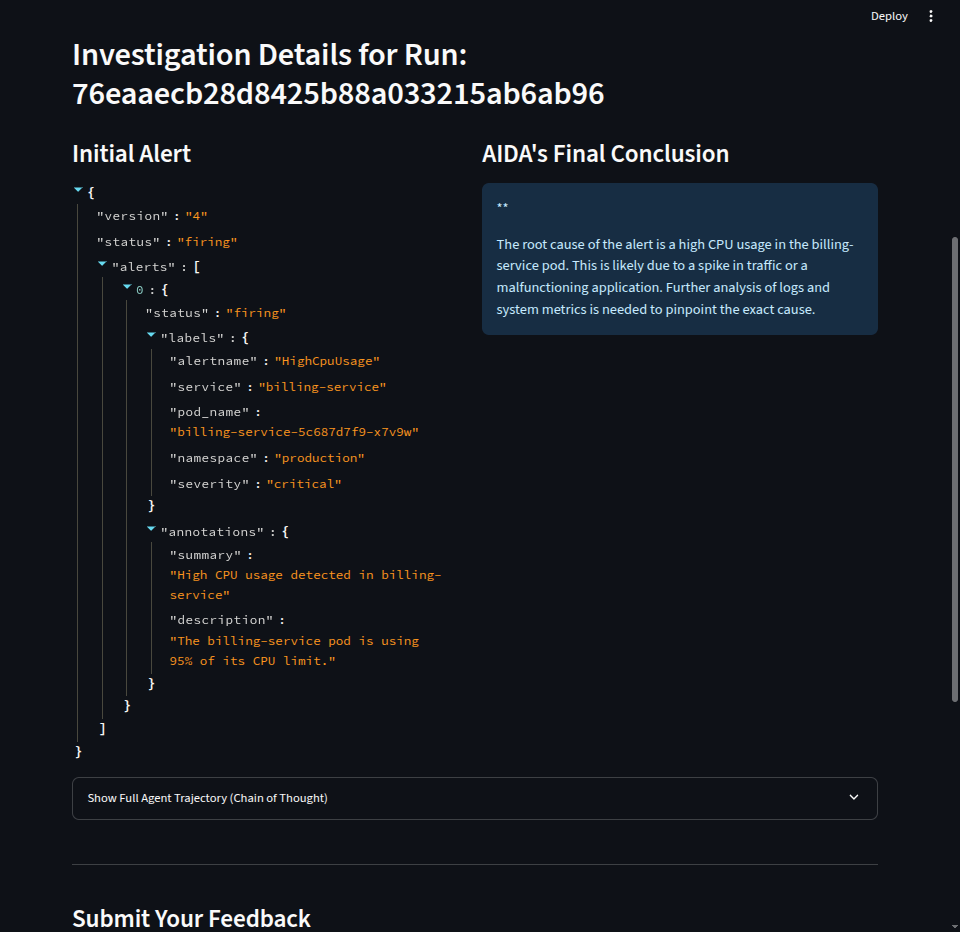 Deploy
Investigation Details for Run:
76eaaecb28d8425b88a033215ab6ab96
Initial Alert
{
"version" : "4"
"status" : "firing"
"alerts" : [
0 : {
"status" : "firing"
"labels" : {
"alertname" : "HighCpuUsage"
"service" : "billing-service"
"pod_name" :
"billing-service-5c687d7f9-x7v9w"
"namespace" : "production"
"severity" : "critical"
}
"annotations" : {
"summary" :
"High CPU usage detected in billing-
service"
"description" :
"The billing-service pod is using
95% of its CPU limit."
}
}
]
}
AIDA's Final Conclusion
**
The root cause of the alert is a high CPU usage in the billing-
service pod. This is likely due to a spike in traffic or a
malfunctioning application. Further analysis of logs and
system metrics is needed to pinpoint the exact cause.
Show Full Agent Trajectory (Chain of Thought)
Submit Your Feedback